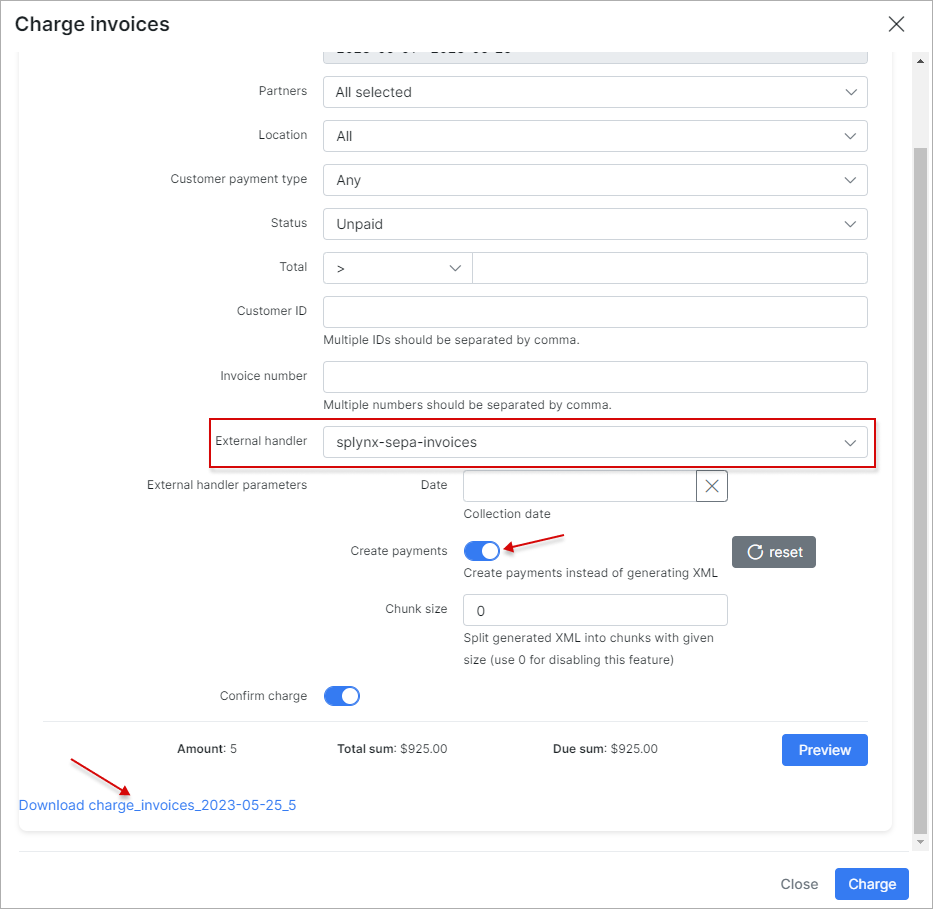 Charge invoices
Partners
All selected
Location
All
Customer payment type
Any
Status
Unpaid
Total
>
Customer ID
Multiple IDs should be separated by comma.
Invoice number
Multiple numbers should be separated by comma.
External handler
splynx-sepa-invoices
External handler parameters
Date
Collection date
Create payments
reset
Create payments instead of generating XML
Chunk size
0
Split generated XML into chunks with given
size (use 0 for disabling this feature)
Confirm charge
Amount: 5
Total sum: $925.00
Due sum: $925.00
Preview
Download charge_invoices_2023-05-25_5
Close
Charge